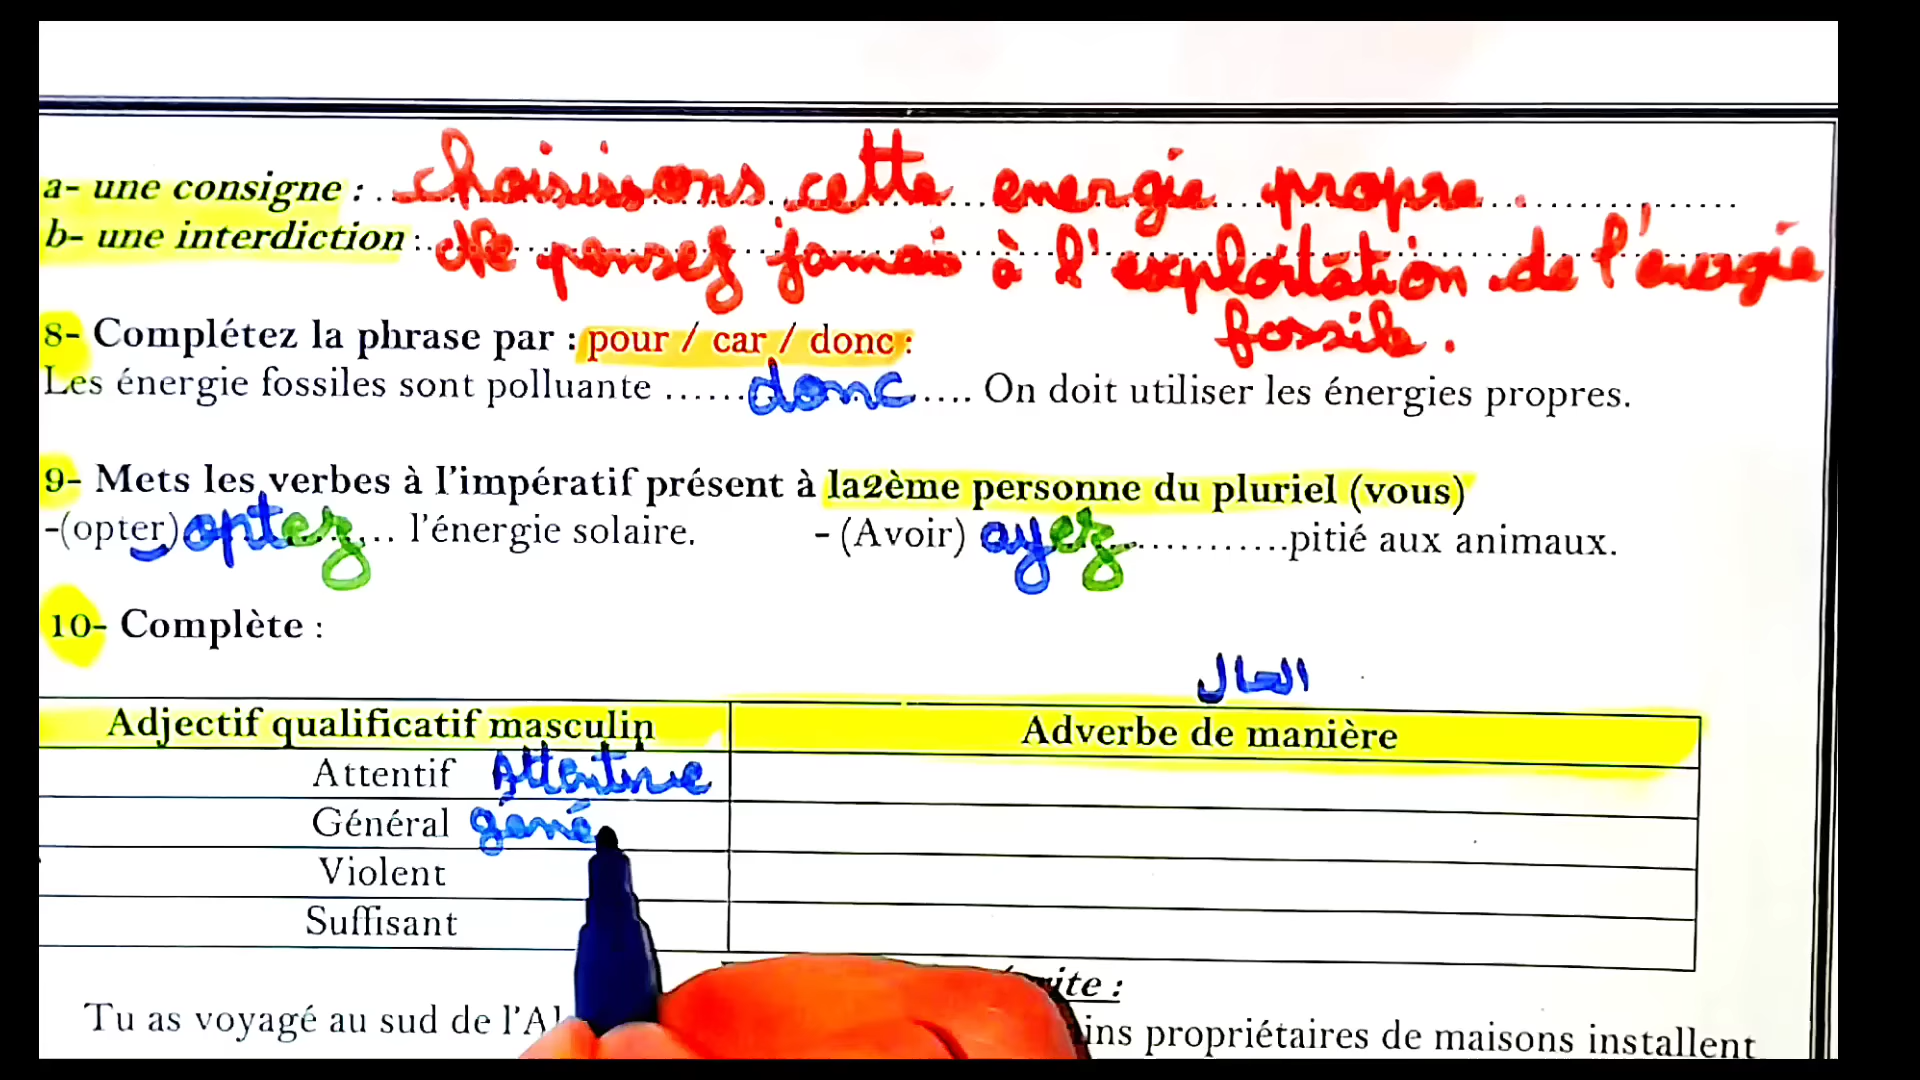 a- une consigne : choisissons cette energie propre.
b- une interdiction : Ne pensez jamais à l'exploitation de l'énergie
fossile.
8- Complétez la phrase par : pour / car / donc :
Les énergie fossiles sont polluante ......donc.... On doit utiliser les énergies propres.
9- Mets les verbes à l'impératif présent à la2ème personne du pluriel (vous)
-(opter) optez... l'énergie solaire. - (Avoir) ayez............pitié aux animaux.
10- Complète :
الحال
Adjectif qualificatif masculin Adverbe de manière
Attentif Attentive
Général géné
Violent
Suffisant
ite :
Tu as voyagé au sud de l'Al ins propriétaires de maisons installent